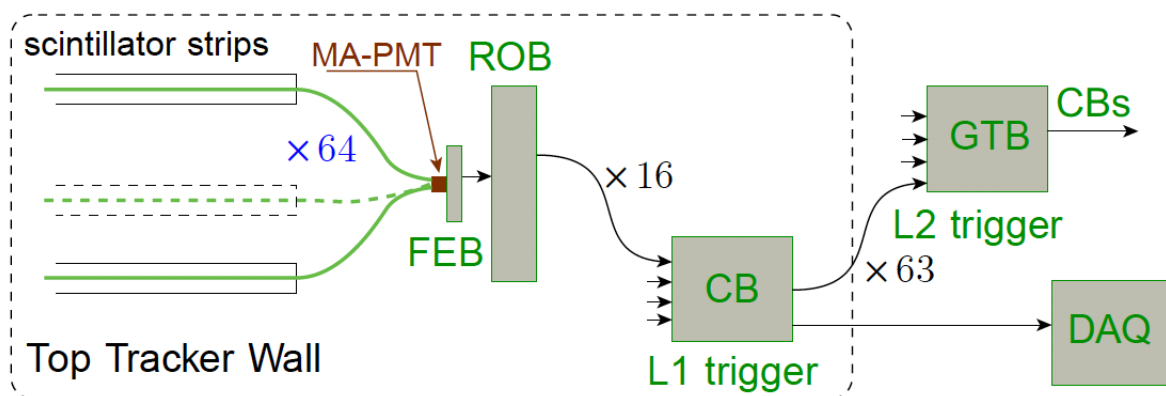 scintillator strips
MA-PMT
ROB
×64
FEB
×16
CB
L1 trigger
Top Tracker Wall
CBs
GTB
L2 trigger
×63
DAQ